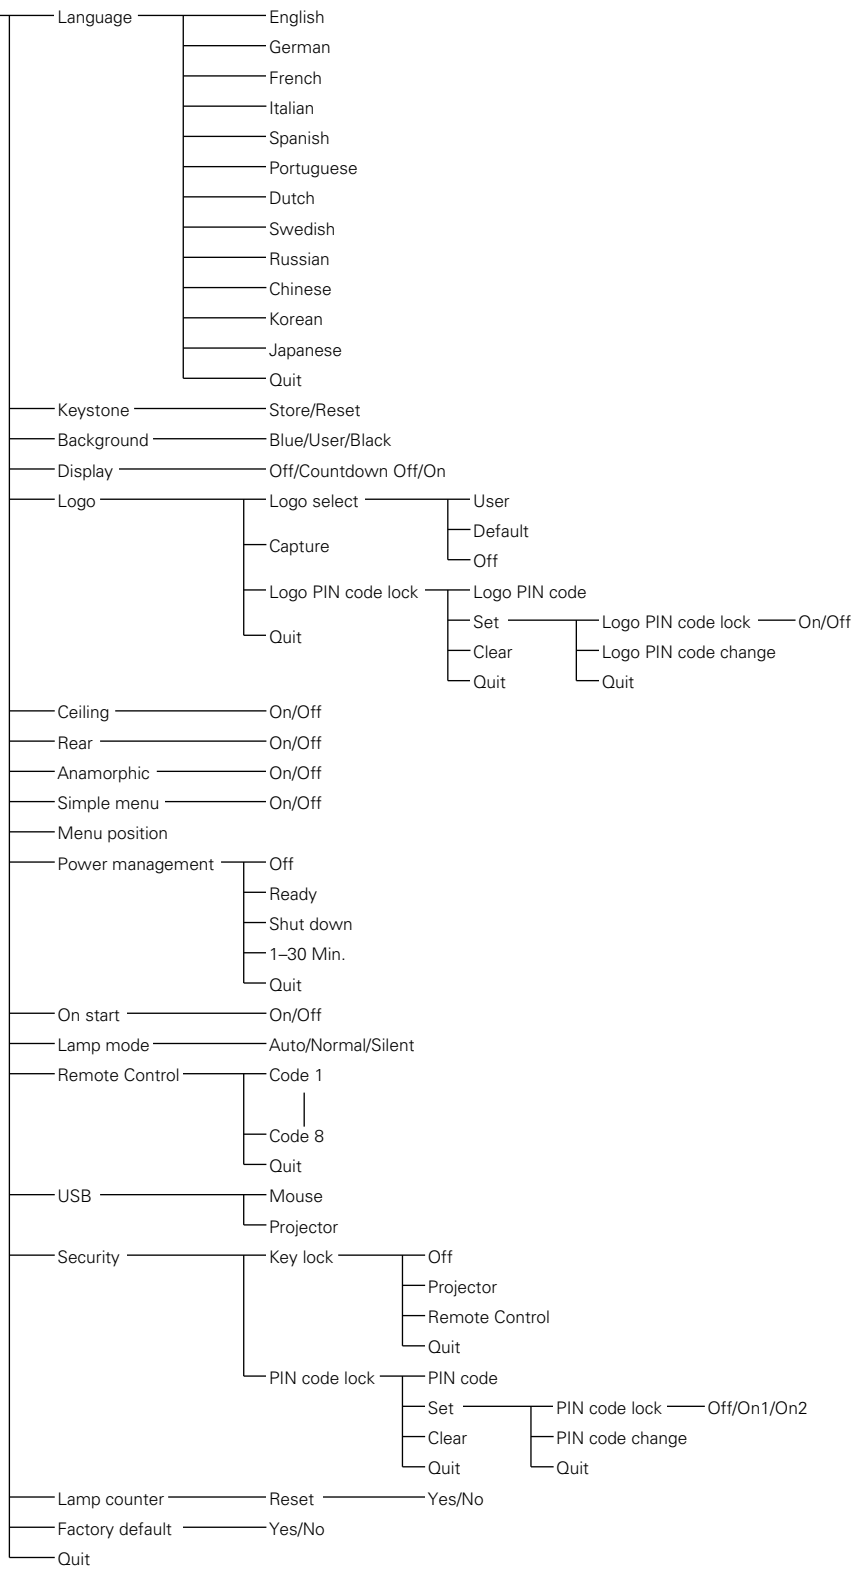 Language English
German
French
Italian
Spanish
Portuguese
Dutch
Swedish
Russian
Chinese
Korean
Japanese
Quit
Keystone Store/Reset
Background Blue/User/Black
Display Off/Countdown Off/On
Logo Logo select User
Default
Capture
Off
Logo PIN code lock Logo PIN code
Set Logo PIN code lock On/Off
Quit
Clear Logo PIN code change
Quit Quit
Ceiling On/Off
Rear On/Off
Anamorphic On/Off
Simple menu On/Off
Menu position
Power management Off
Ready
Shut down
1–30 Min.
Quit
On start On/Off
Lamp mode Auto/Normal/Silent
Remote Control Code 1
Code 8
Quit
USB Mouse
Projector
Security Key lock Off
Projector
Remote Control
Quit
PIN code lock PIN code
Set PIN code lock Off/On1/On2
Clear PIN code change
Quit Quit
Lamp counter Reset Yes/No
Factory default Yes/No
Quit